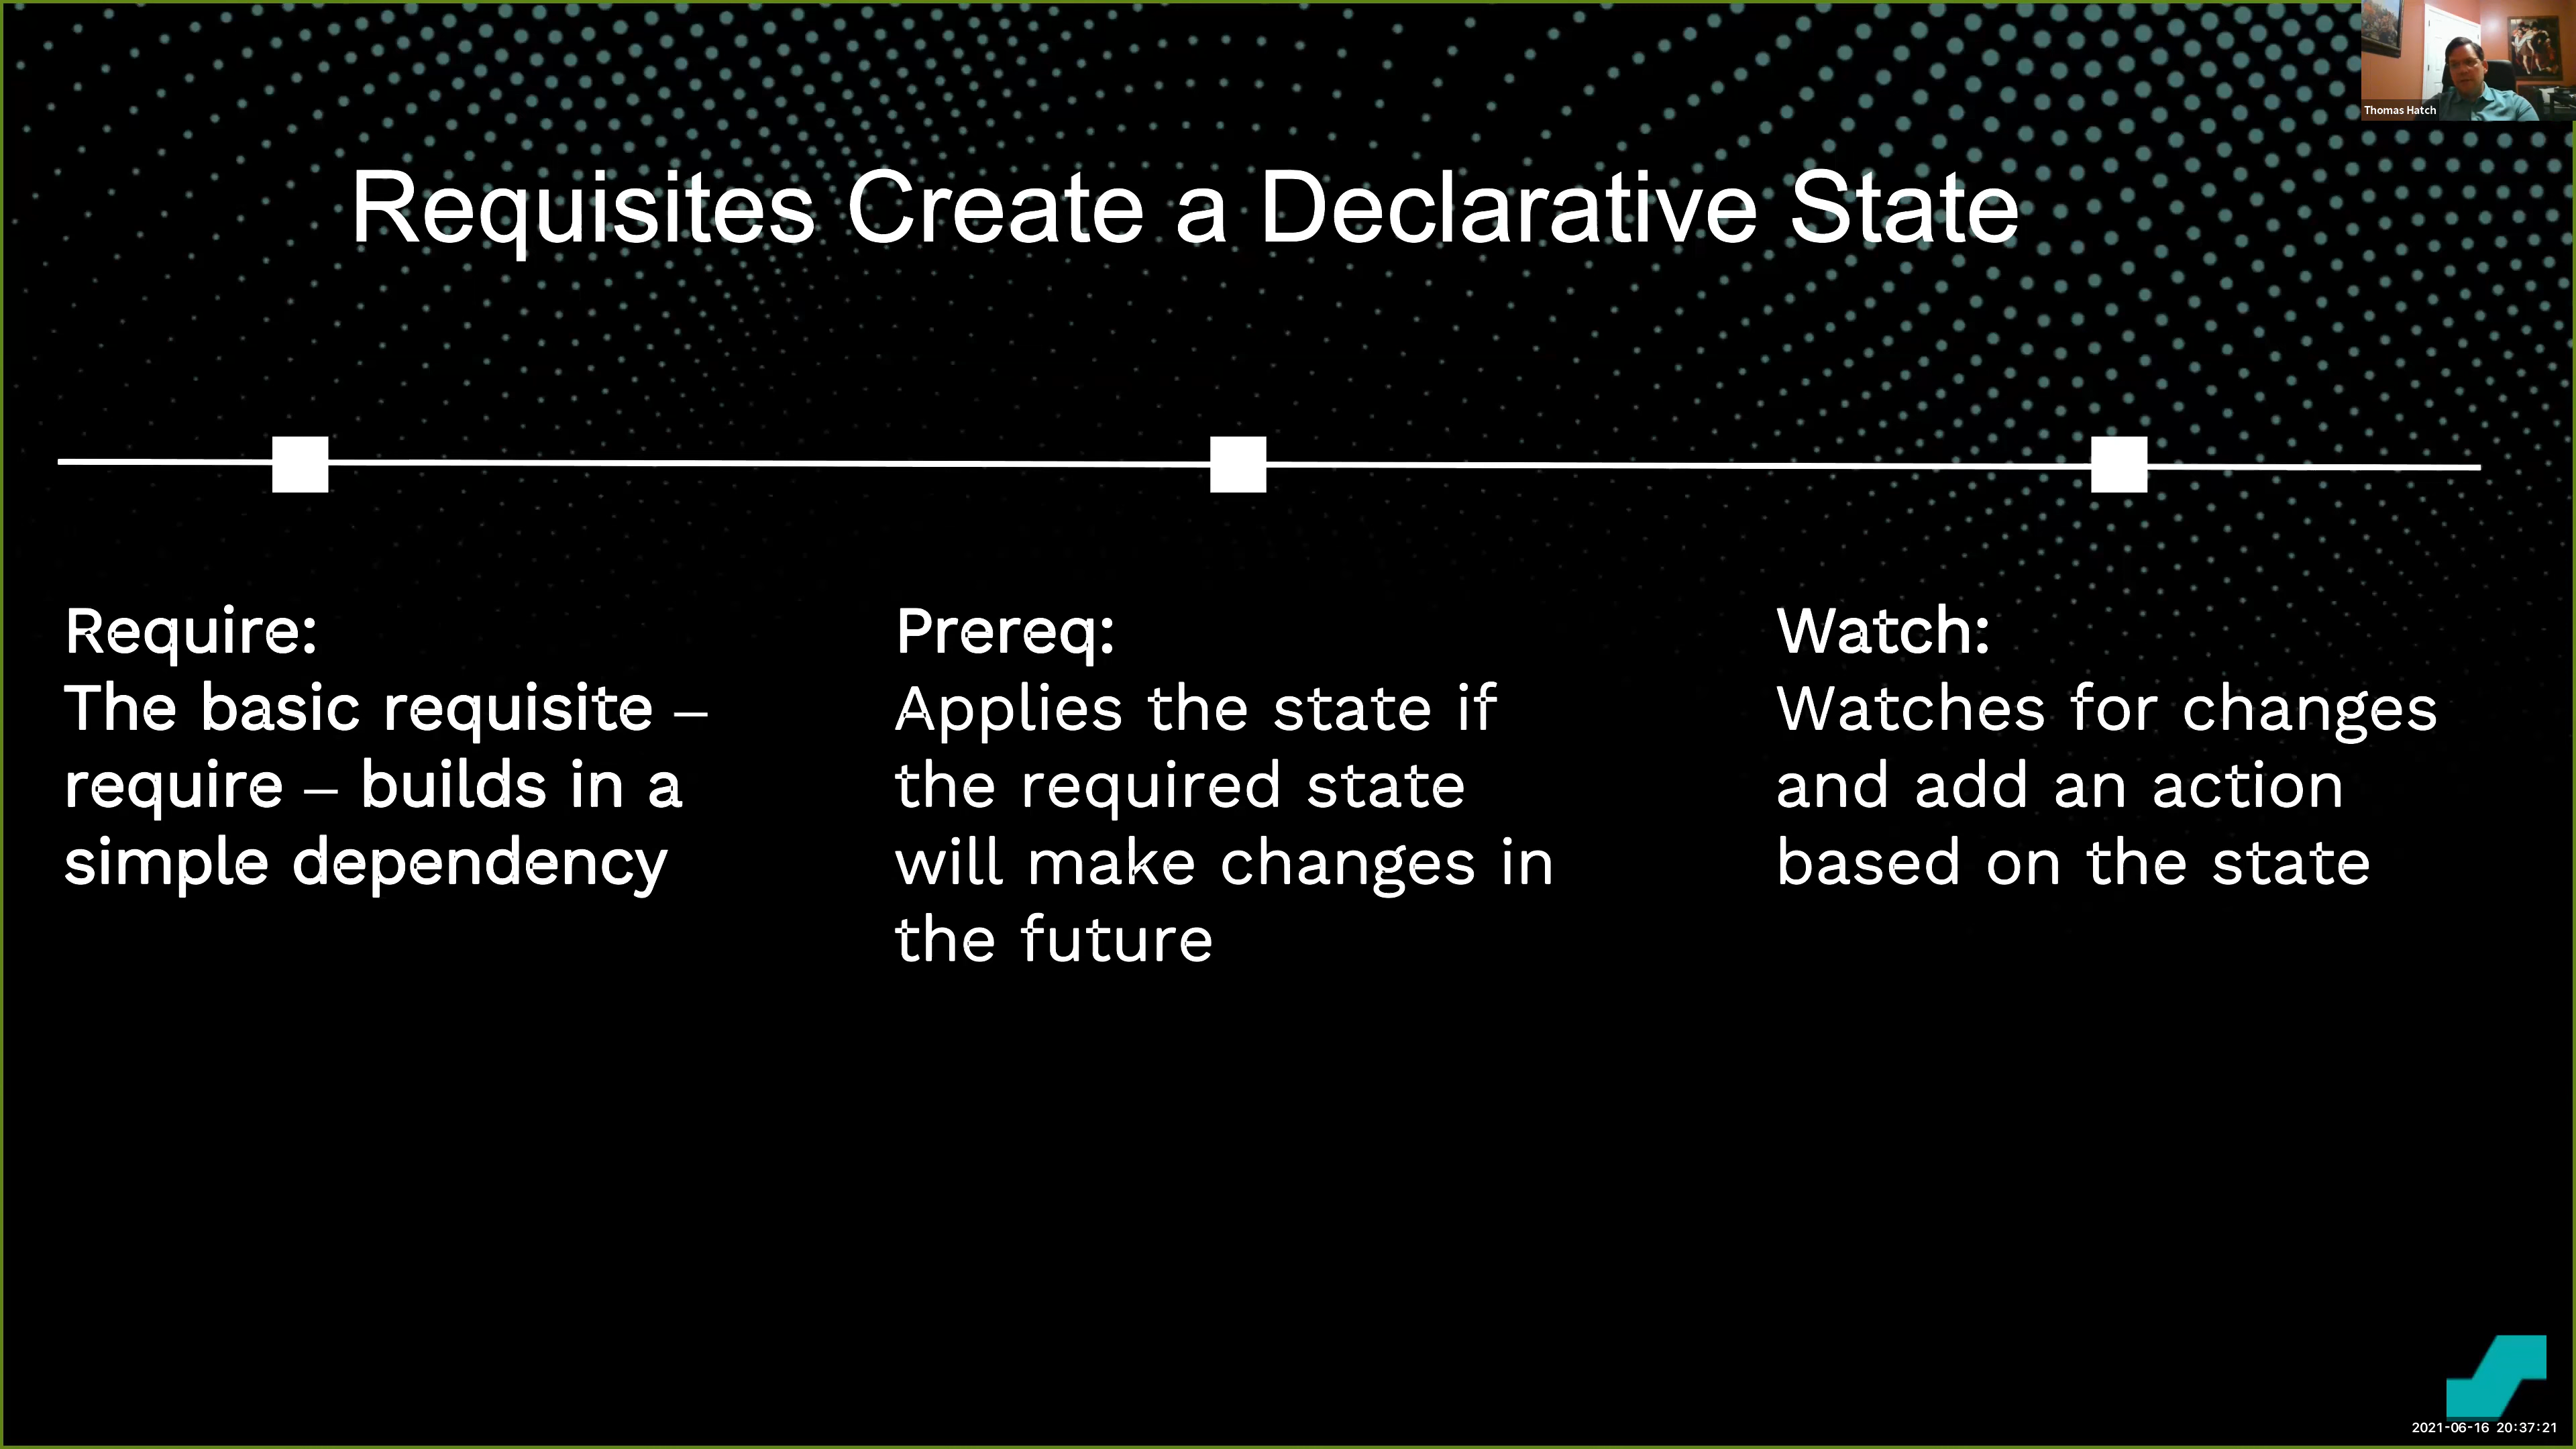 Thomas Hatch
Requisites Create a Declarative State
Require:
The basic requisite –
require – builds in a
simple dependency
Prereq:
Applies the state if
the required state
will make changes in
the future
Watch:
Watches for changes
and add an action
based on the state
2021-06-16 20:37:21